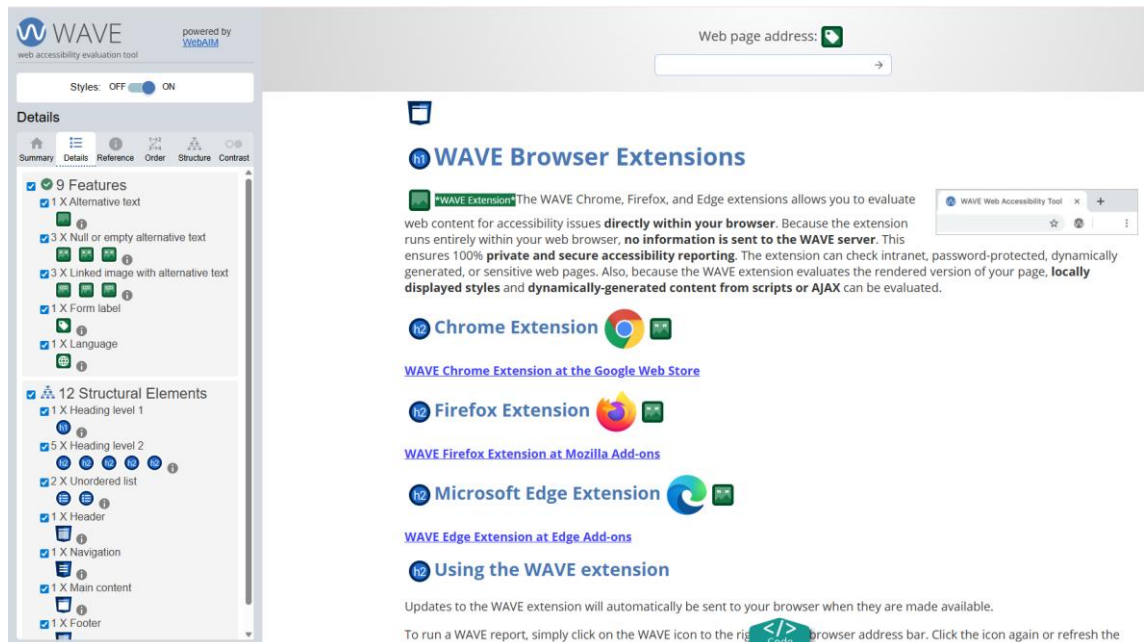 WAVE
web accessibility evaluation tool
powered by
WebAIM
Styles: OFF ON
Details
Summary Details Reference Order Structure Contrast
9 Features
1 X Alternative text
3 X Null or empty alternative text
3 X Linked image with alternative text
1 X Form label
1 X Language
12 Structural Elements
1 X Heading level 1
h1
5 X Heading level 2
h2 h2 h2 h2 h2
2 X Unordered list
1 X Header
1 X Navigation
1 X Main content
1 X Footer
Web page address:
h1 WAVE Browser Extensions
*WAVE Extension* The WAVE Chrome, Firefox, and Edge extensions allows you to evaluate
web content for accessibility issues directly within your browser. Because the extension
runs entirely within your web browser, no information is sent to the WAVE server. This
ensures 100% private and secure accessibility reporting. The extension can check intranet, password-protected, dynamically
generated, or sensitive web pages. Also, because the WAVE extension evaluates the rendered version of your page, locally
displayed styles and dynamically-generated content from scripts or AJAX can be evaluated.
WAVE Web Accessibility Tool × +
h2 Chrome Extension
WAVE Chrome Extension at the Google Web Store
h2 Firefox Extension
WAVE Firefox Extension at Mozilla Add-ons
h2 Microsoft Edge Extension
WAVE Edge Extension at Edge Add-ons
h2 Using the WAVE extension
Updates to the WAVE extension will automatically be sent to your browser when they are made available.
To run a WAVE report, simply click on the WAVE icon to the browser address bar. Click the icon again or refresh the
</> Code